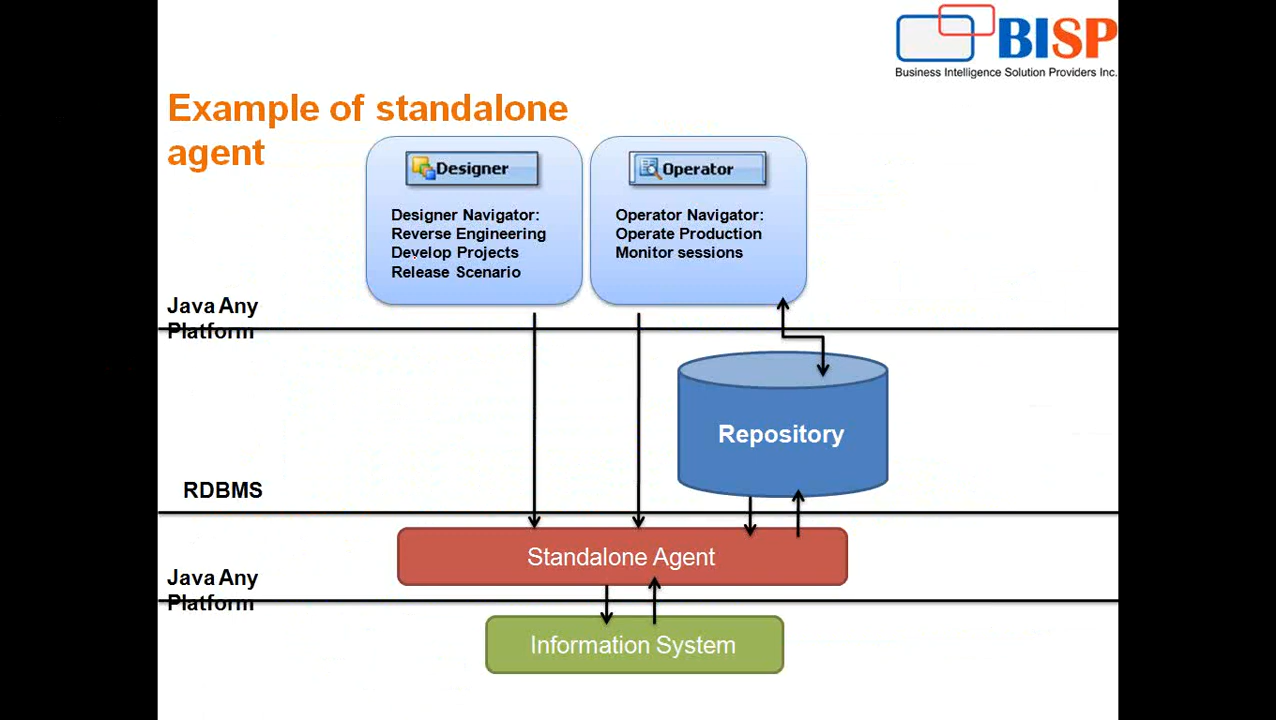 BISP
Business Intelligence Solution Providers Inc.
Example of standalone
agent
Designer
Designer Navigator:
Reverse Engineering
Develop Projects
Release Scenario
Operator
Operator Navigator:
Operate Production
Monitor sessions
Java Any
Platform
Repository
RDBMS
Standalone Agent
Java Any
Platform
Information System